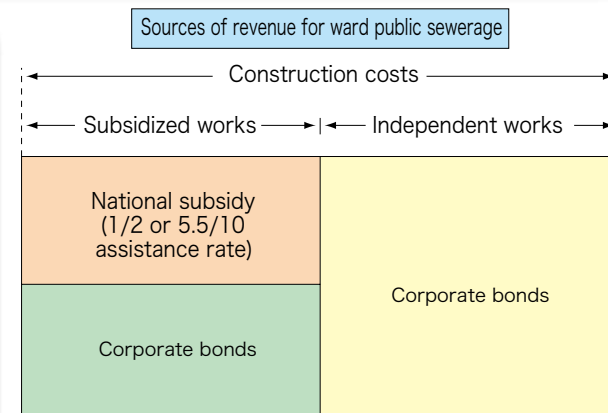 Sources of revenue for ward public sewerage
Construction costs
Subsidized works
Independent works
National subsidy
(1/2 or 5.5/10
assistance rate)
Corporate bonds
Corporate bonds